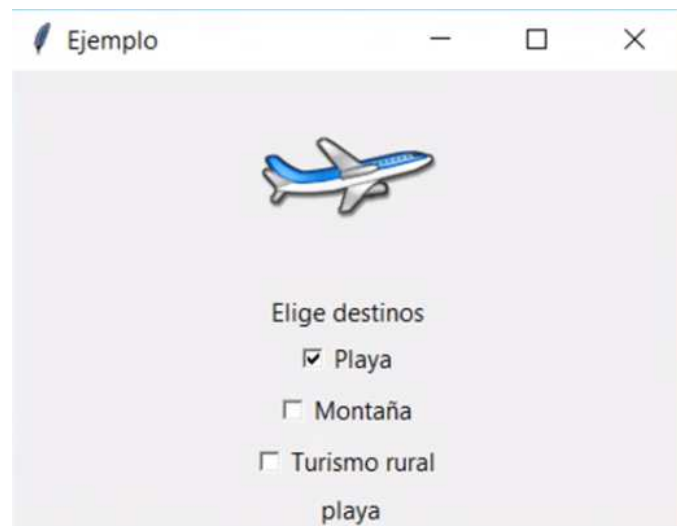 Ejemplo
Elige destinos
Playa
Montaña
Turismo rural
playa